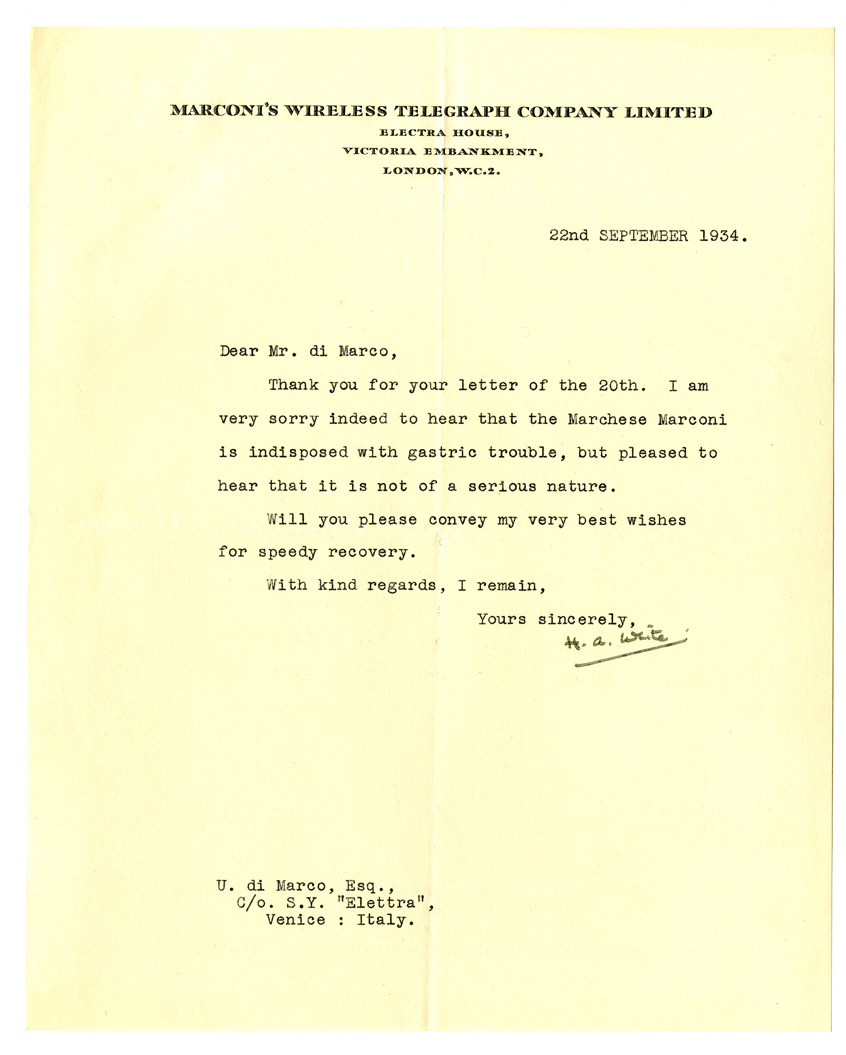 MARCONI'S WIRELESS TELEGRAPH COMPANY LIMITED
ELECTRA HOUSE,
VICTORIA EMBANKMENT,
LONDON, W.C.2.
22nd SEPTEMBER 1934.
Dear Mr. di Marco,
Thank you for your letter of the 20th. I am
very sorry indeed to hear that the Marchese Marconi
is indisposed with gastric trouble, but pleased to
hear that it is not of a serious nature.
Will you please convey my very best wishes
for speedy recovery.
With kind regards, I remain,
Yours sincerely,
H. A. White
U. di Marco, Esq.,
C/o. S.Y. "Elettra",
Venice : Italy.